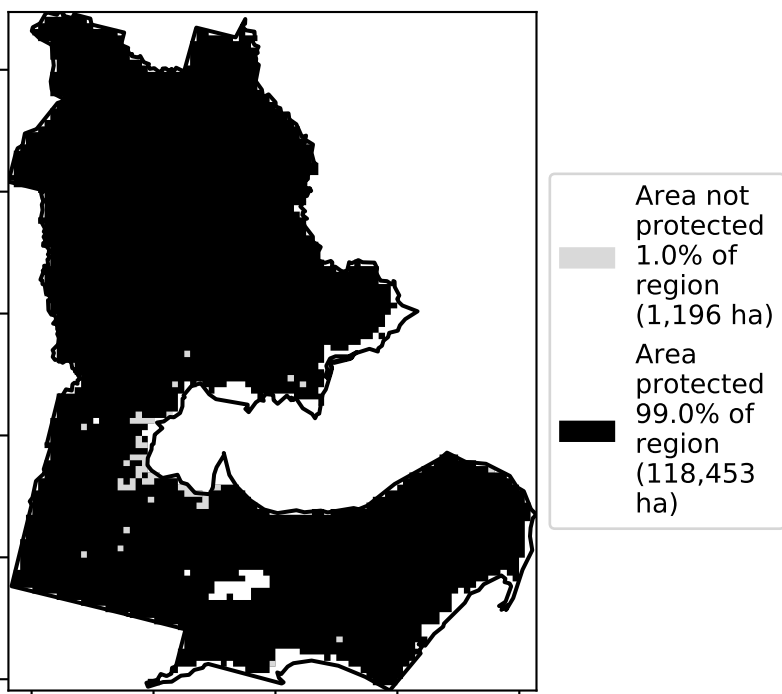 Area not
protected
1.0% of
region
(1,196 ha)
Area
protected
99.0% of
region
(118,453
ha)